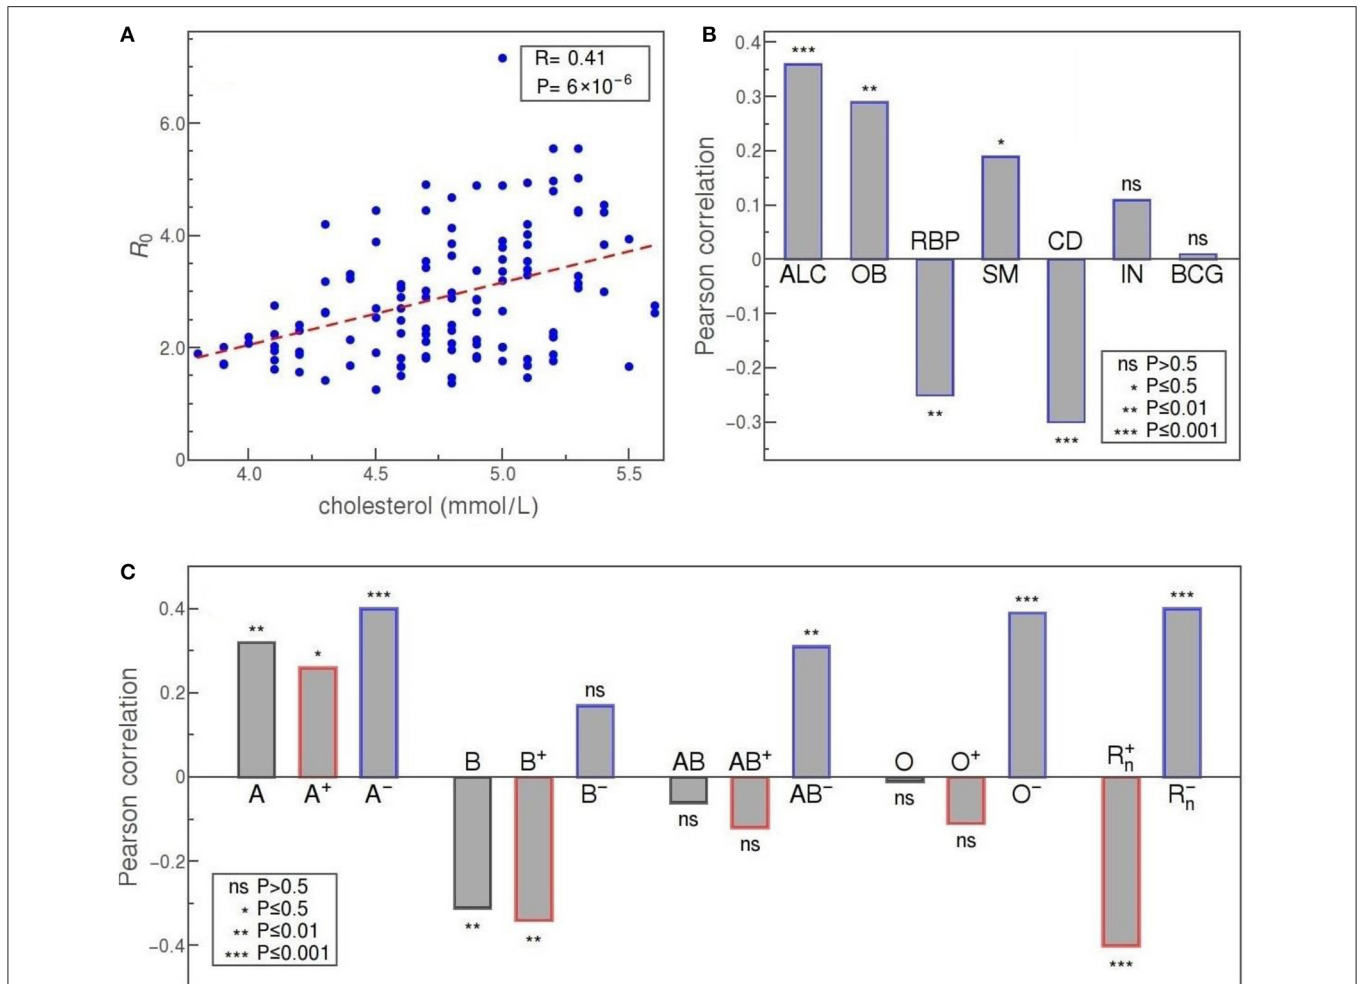 A
R= 0.41
P= 6×10⁻⁶
6.0
4.0
2.0
0
R₀
4.0 4.5 5.0 5.5
cholesterol (mmol/L)
B
0.4
0.3
0.2
0.1
0
−0.1
−0.2
−0.3
Pearson correlation
*** ** * ns ns
RBP CD
ALC OB SM IN BCG
** ***
ns P>0.5
* P≤0.5
** P≤0.01
*** P≤0.001
C
0.4
0.2
0
−0.2
−0.4
Pearson correlation
** * *** ns ** *** ***
B B⁺ AB AB⁺ O O⁺ Rₙ⁺
A A⁺ A⁻ B⁻ AB⁻ O⁻ Rₙ⁻
** ** ns ns ns ns ***
ns P>0.5
* P≤0.5
** P≤0.01
*** P≤0.001